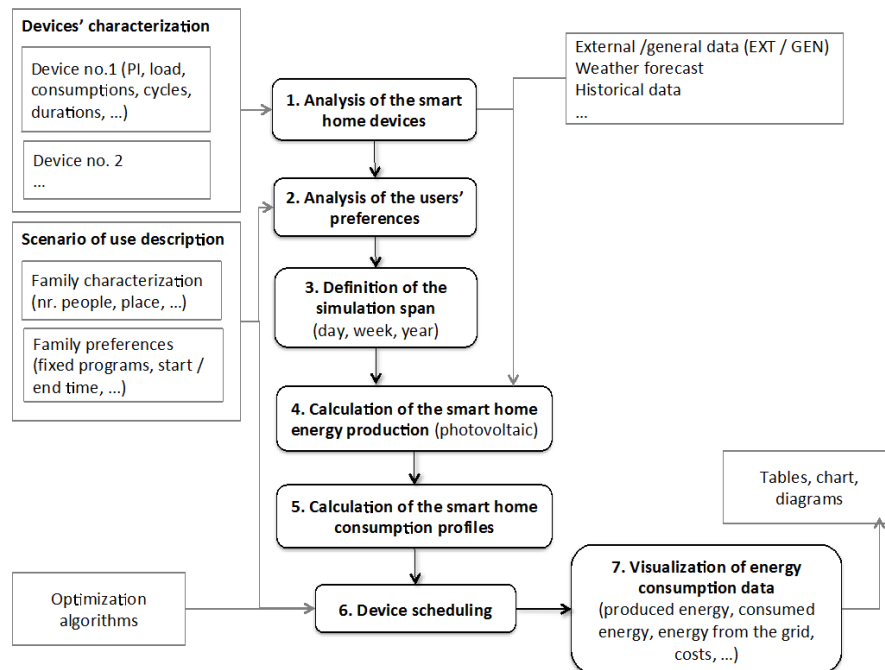 Devices' characterization
Device no.1 (PI, load,
consumptions, cycles,
durations, ...)
Device no. 2
...
Scenario of use description
Family characterization
(nr. people, place, ...)
Family preferences
(fixed programs, start /
end time, ...)
Optimization
algorithms
1. Analysis of the smart
home devices
2. Analysis of the users'
preferences
3. Definition of the
simulation span
(day, week, year)
4. Calculation of the smart home
energy production (photovoltaic)
5. Calculation of the smart home
consumption profiles
6. Device scheduling
External /general data (EXT / GEN)
Weather forecast
Historical data
...
7. Visualization of energy
consumption data
(produced energy, consumed
energy, energy from the grid,
costs, ...)
Tables, chart,
diagrams